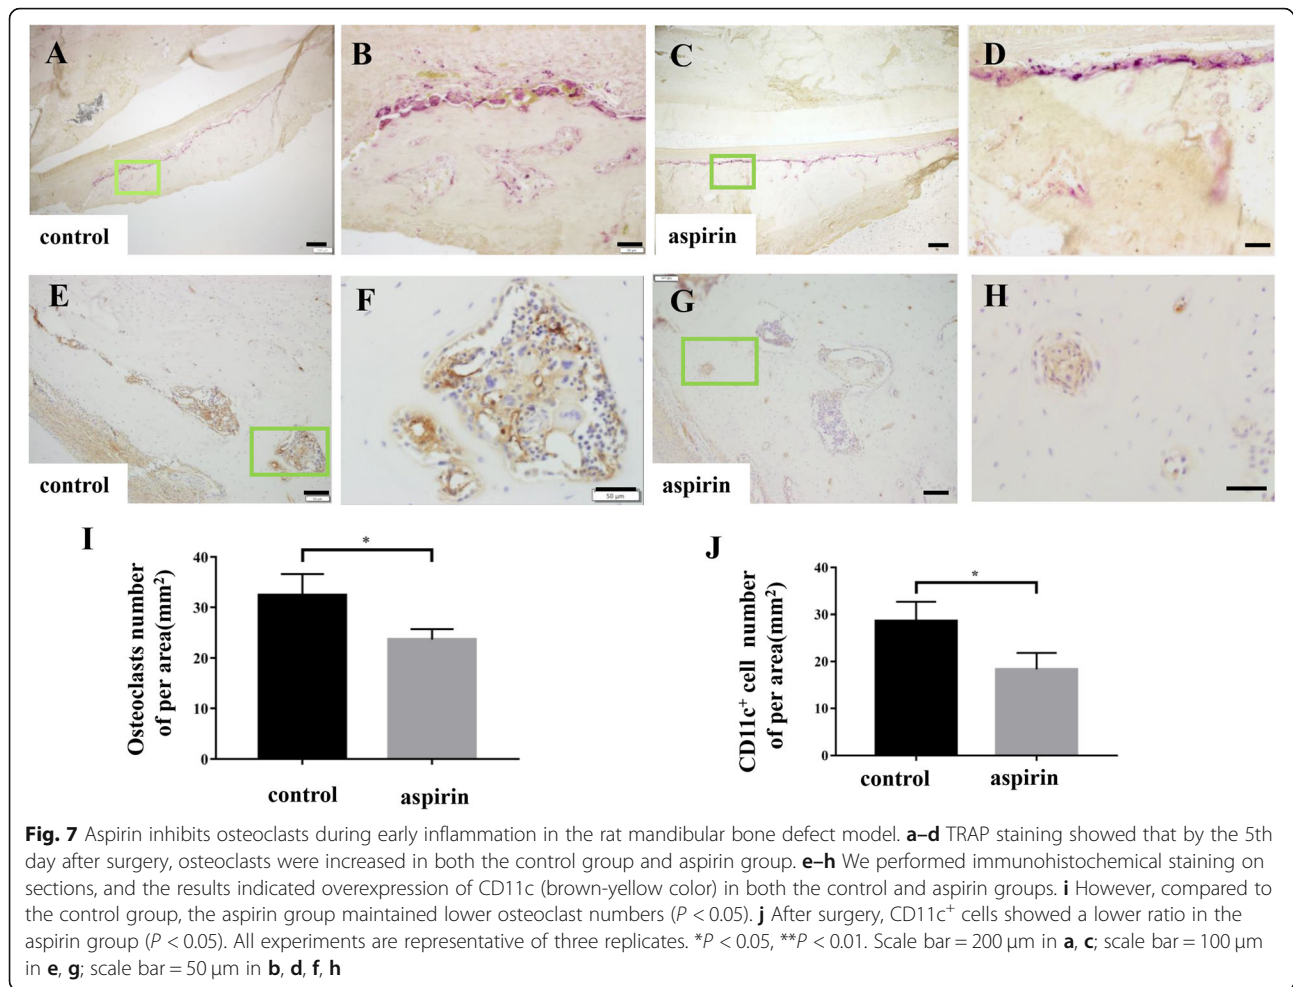 A
B
C
D
control
aspirin
E
F
G
H
control
50 µm
aspirin
I
*
40
30
20
10
0
Osteoclasts number
of per area(mm²)
control
aspirin
J
*
40
30
20
10
0
CD11c⁺ cell number
of per area(mm²)
control
aspirin
Fig. 7 Aspirin inhibits osteoclasts during early inflammation in the rat mandibular bone defect model. a–d TRAP staining showed that by the 5th
day after surgery, osteoclasts were increased in both the control group and aspirin group. e–h We performed immunohistochemical staining on
sections, and the results indicated overexpression of CD11c (brown-yellow color) in both the control and aspirin groups. i However, compared to
the control group, the aspirin group maintained lower osteoclast numbers (P < 0.05). j After surgery, CD11c⁺ cells showed a lower ratio in the
aspirin group (P < 0.05). All experiments are representative of three replicates. *P < 0.05, **P < 0.01. Scale bar = 200 µm in a, c; scale bar = 100 µm
in e, g; scale bar = 50 µm in b, d, f, h